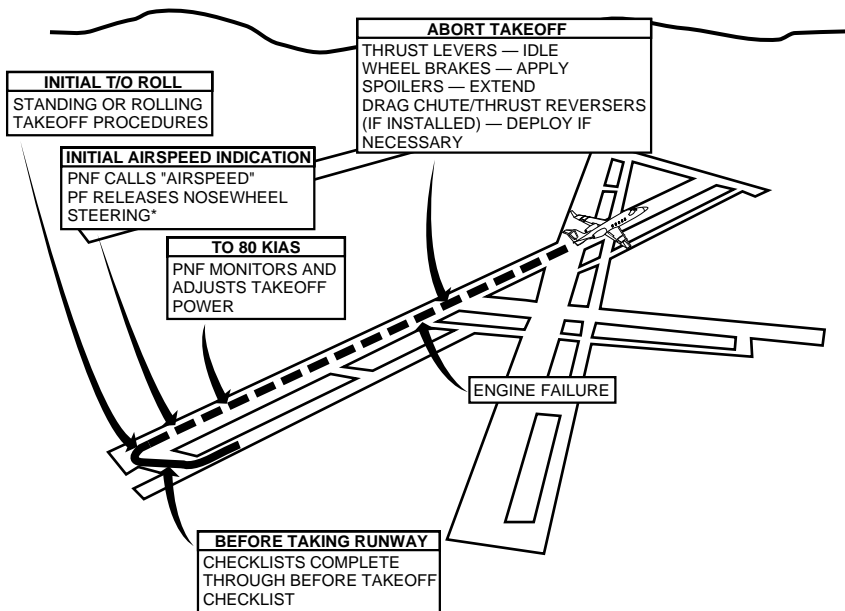 ABORT TAKEOFF
THRUST LEVERS — IDLE
WHEEL BRAKES — APPLY
SPOILERS — EXTEND
DRAG CHUTE/THRUST REVERSERS
(IF INSTALLED) — DEPLOY IF
NECESSARY
INITIAL T/O ROLL
STANDING OR ROLLING
TAKEOFF PROCEDURES
INITIAL AIRSPEED INDICATION
PNF CALLS "AIRSPEED"
PF RELEASES NOSEWHEEL
STEERING*
TO 80 KIAS
PNF MONITORS AND
ADJUSTS TAKEOFF
POWER
ENGINE FAILURE
BEFORE TAKING RUNWAY
CHECKLISTS COMPLETE
THROUGH BEFORE TAKEOFF
CHECKLIST